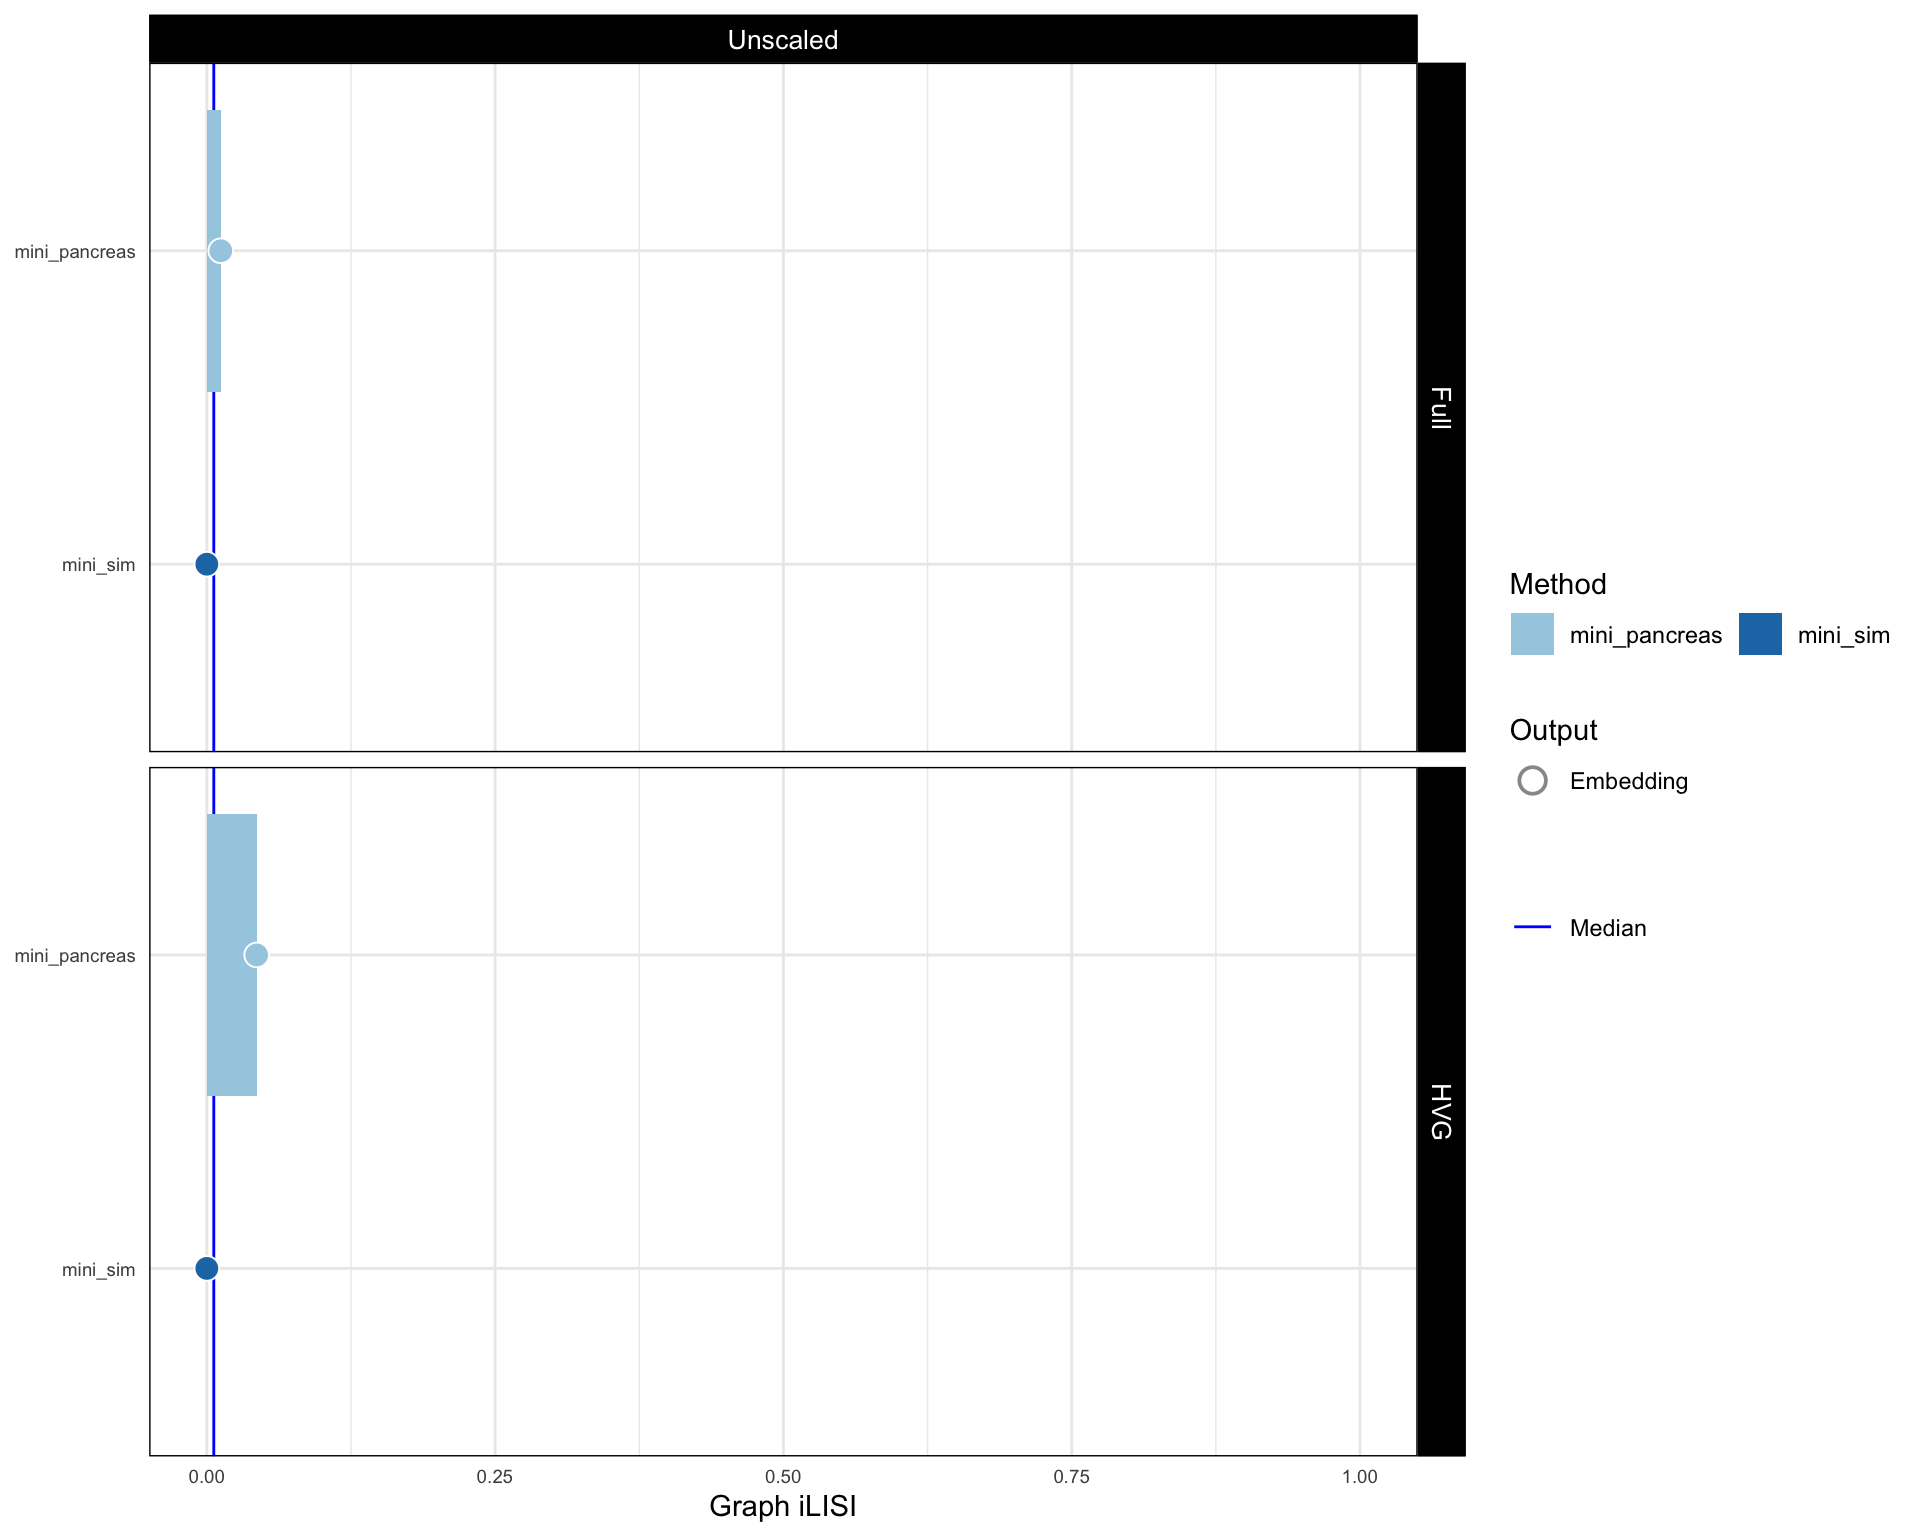 Unscaled
mini_pancreas
mini_sim
Full
mini_pancreas
mini_sim
HVG
0.00 0.25 0.50 0.75 1.00
Graph iLISI
Method
mini_pancreas mini_sim
Output
Embedding
Median